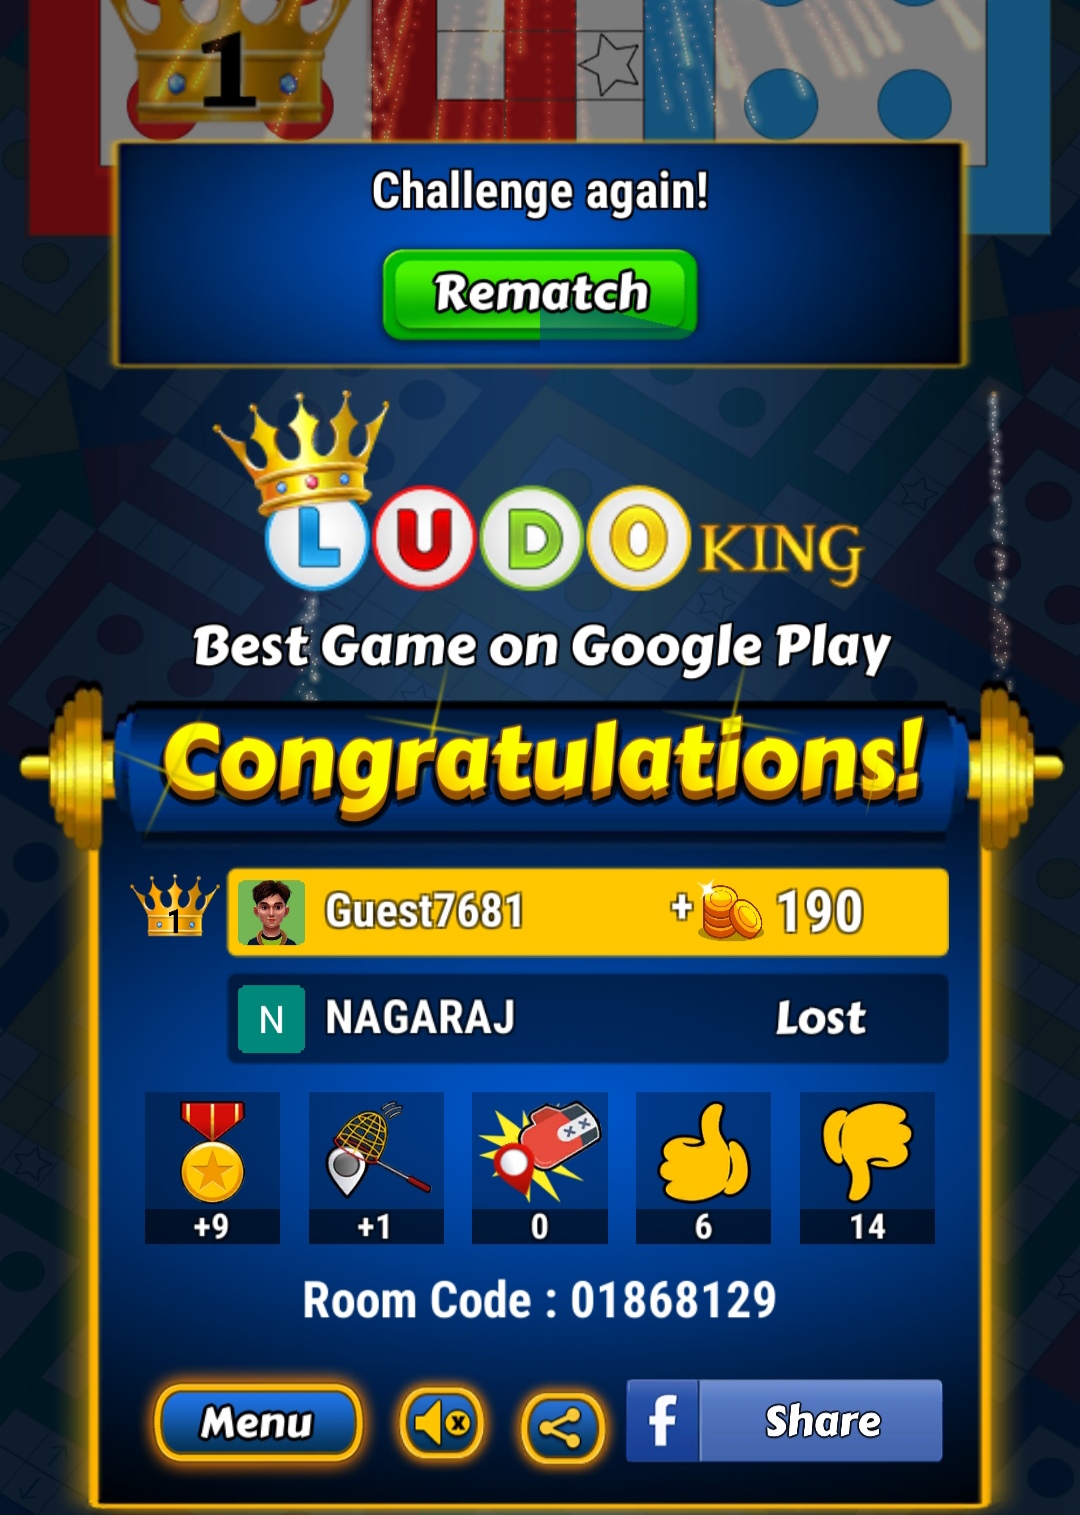 1
Challenge again!
Rematch
LUDO KING
Best Game on Google Play
Congratulations!
1 Guest7681 + 190
N NAGARAJ Lost
+9 +1 0 6 14
Room Code : 01868129
Menu x f Share